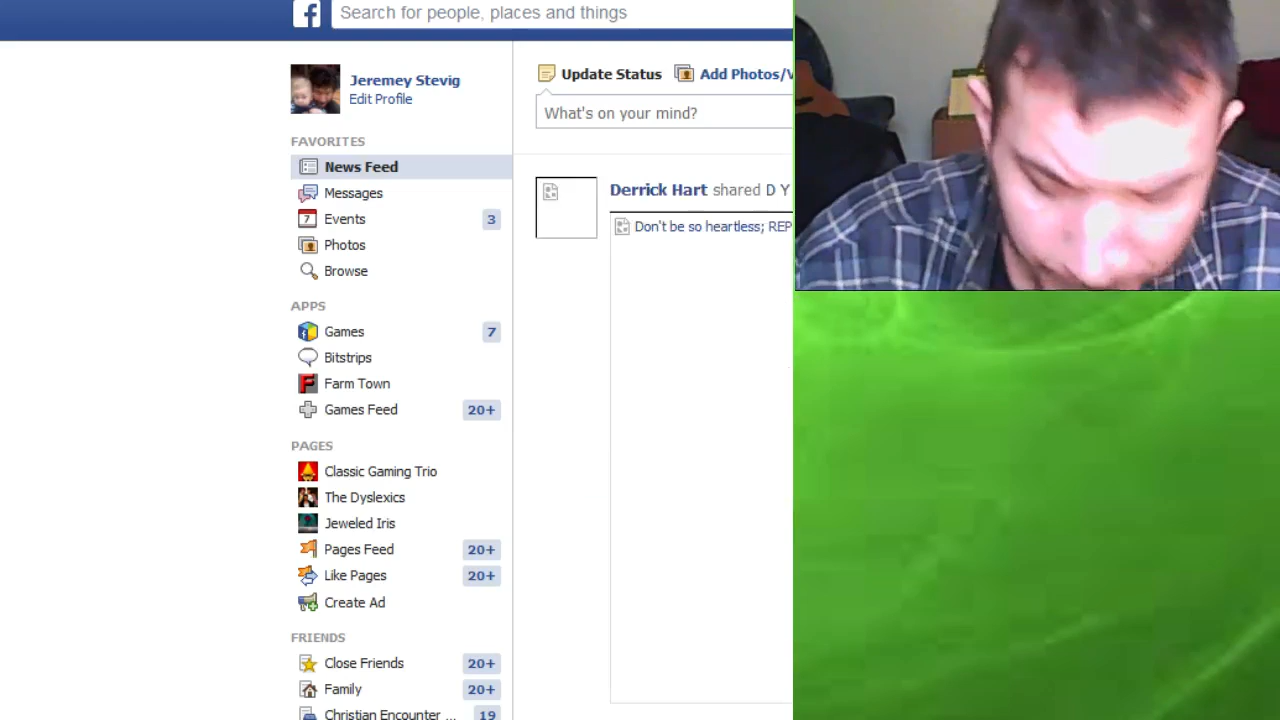 Search for people, places and things
Jeremey Stevig
Edit Profile
FAVORITES
News Feed
Messages
7 Events 3
Photos
Browse
APPS
Games 7
Bitstrips
Farm Town
Games Feed 20+
PAGES
Classic Gaming Trio
The Dyslexics
Jeweled Iris
Pages Feed 20+
Like Pages 20+
Create Ad
FRIENDS
Close Friends 20+
Family 20+
Christian Encounter ... 19
Update Status Add Photos/V
What's on your mind?
Derrick Hart shared D Y
Don't be so heartless; REP